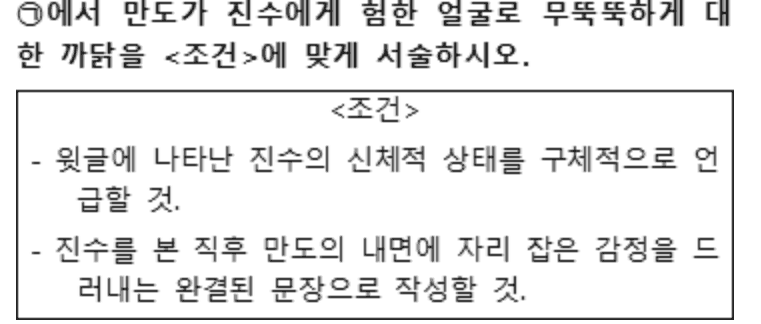 ㉠에서 만도가 진수에게 험한 얼굴로 무뚝뚝하게 대
한 까닭을 <조건>에 맞게 서술하시오.
<조건>
- 윗글에 나타난 진수의 신체적 상태를 구체적으로 언
급할 것.
- 진수를 본 직후 만도의 내면에 자리 잡은 감정을 드
러내는 완결된 문장으로 작성할 것.